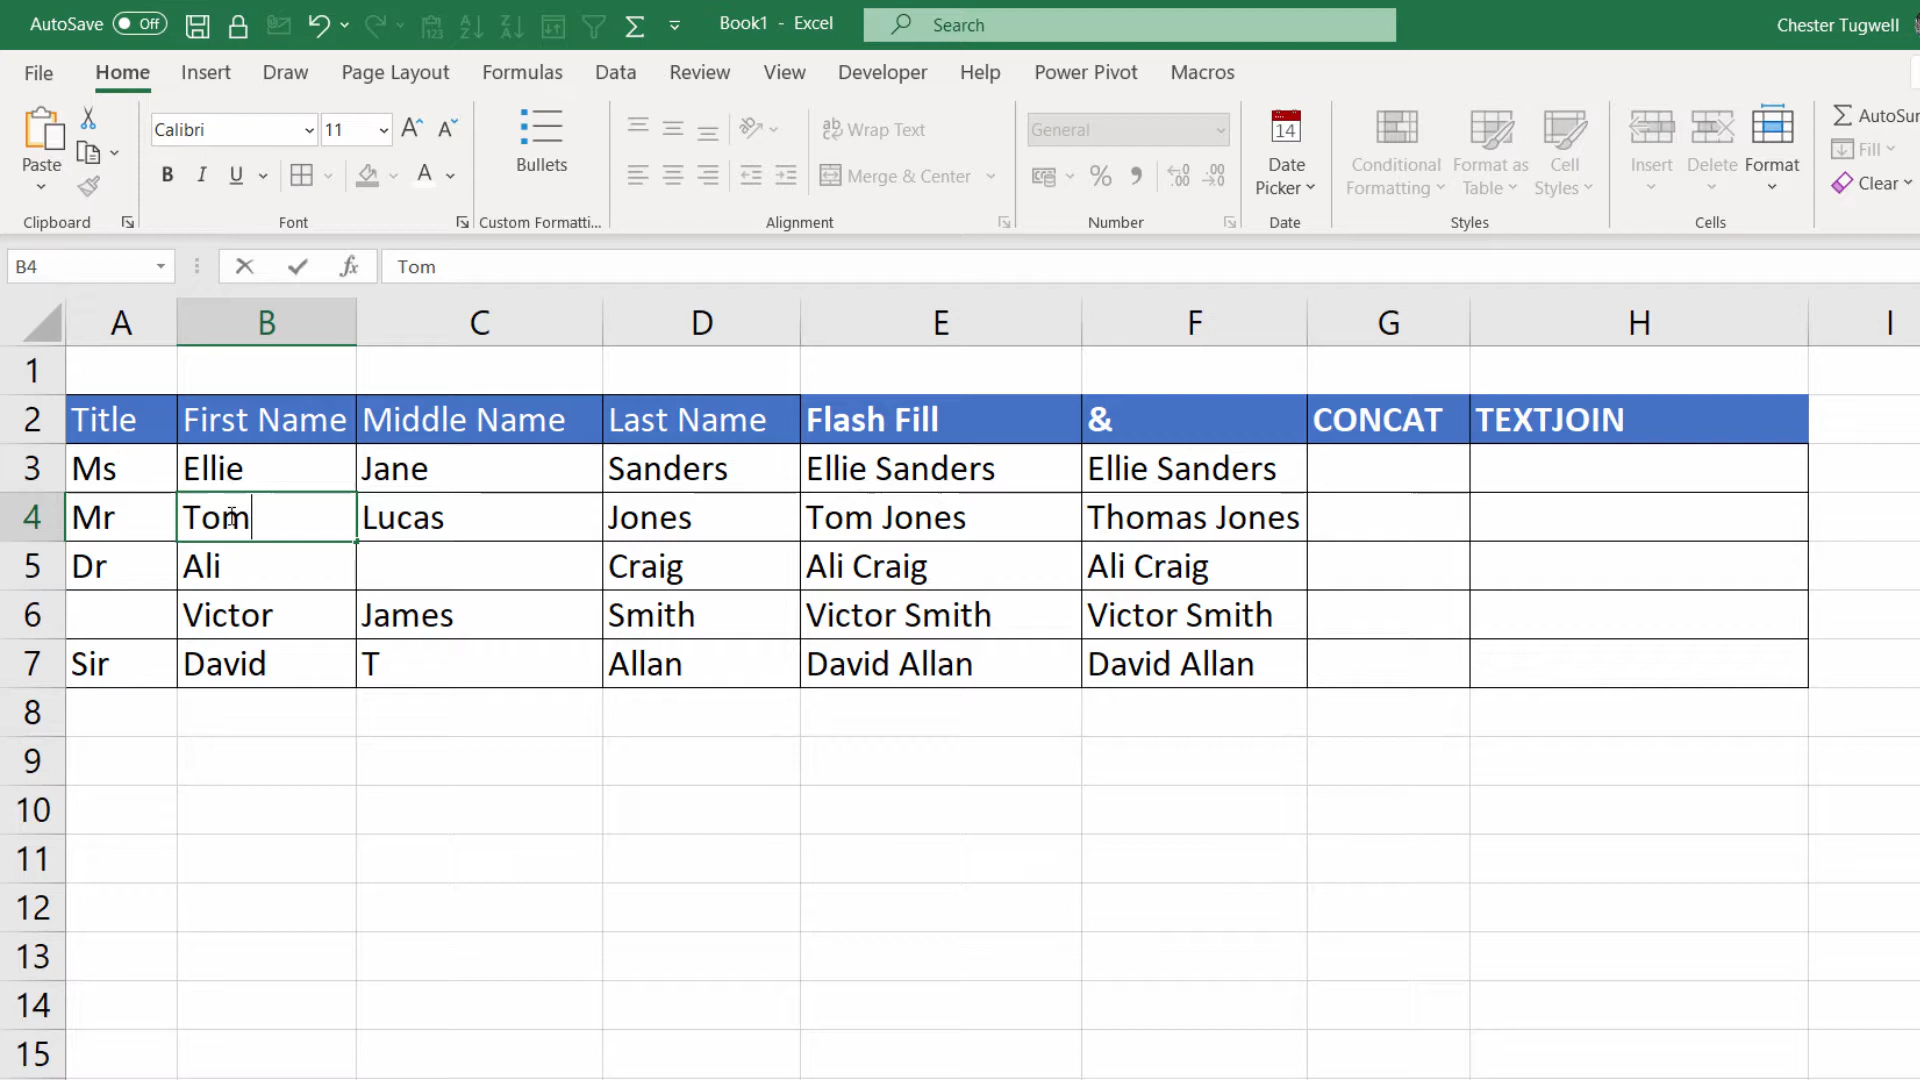 AutoSave Off Book1 - Excel Search Chester Tugwell
File Home Insert Draw Page Layout Formulas Data Review View Developer Help Power Pivot Macros
Paste
Calibri 11
B I U A
Bullets
ab Wrap Text
Merge & Center
General
% 9 .00
14
Date
Picker
Conditional
Formatting
Format as
Table
Cell
Styles
Insert Delete Format
AutoSur
Fill
Clear
Clipboard Font Custom Formatti... Alignment Number Date Styles Cells
B4 fx Tom
A B C D E F G H I
1
2 Title First Name Middle Name Last Name Flash Fill & CONCAT TEXTJOIN
3 Ms Ellie Jane Sanders Ellie Sanders Ellie Sanders
4 Mr Tom Lucas Jones Tom Jones Thomas Jones
5 Dr Ali Craig Ali Craig Ali Craig
6 Victor James Smith Victor Smith Victor Smith
7 Sir David T Allan David Allan David Allan
8
9
10
11
12
13
14
15